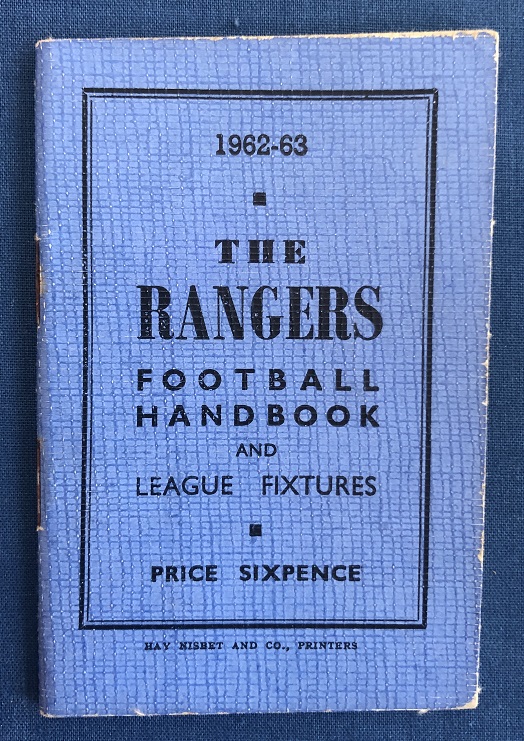 1962-63
THE
RANGERS
FOOTBALL
HANDBOOK
AND
LEAGUE FIXTURES
PRICE SIXPENCE
HAY NISBET AND CO., PRINTERS